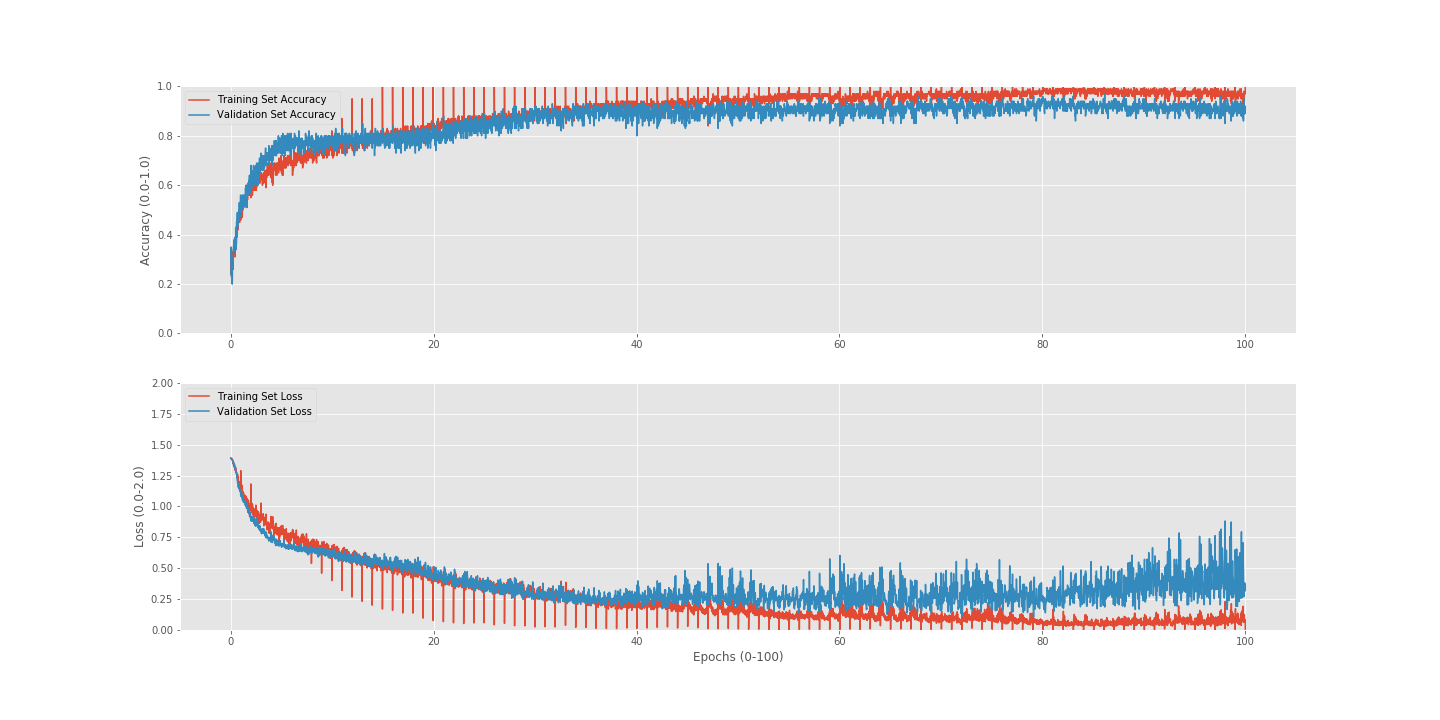 1.0
0.8
0.6
0.4
0.2
0.0
Accuracy (0.0-1.0)
Training Set Accuracy
Validation Set Accuracy
0 20 40 60 80 100
2.00
1.75
1.50
1.25
1.00
0.75
0.50
0.25
0.00
Loss (0.0-2.0)
Training Set Loss
Validation Set Loss
0 20 40 60 80 100
Epochs (0-100)